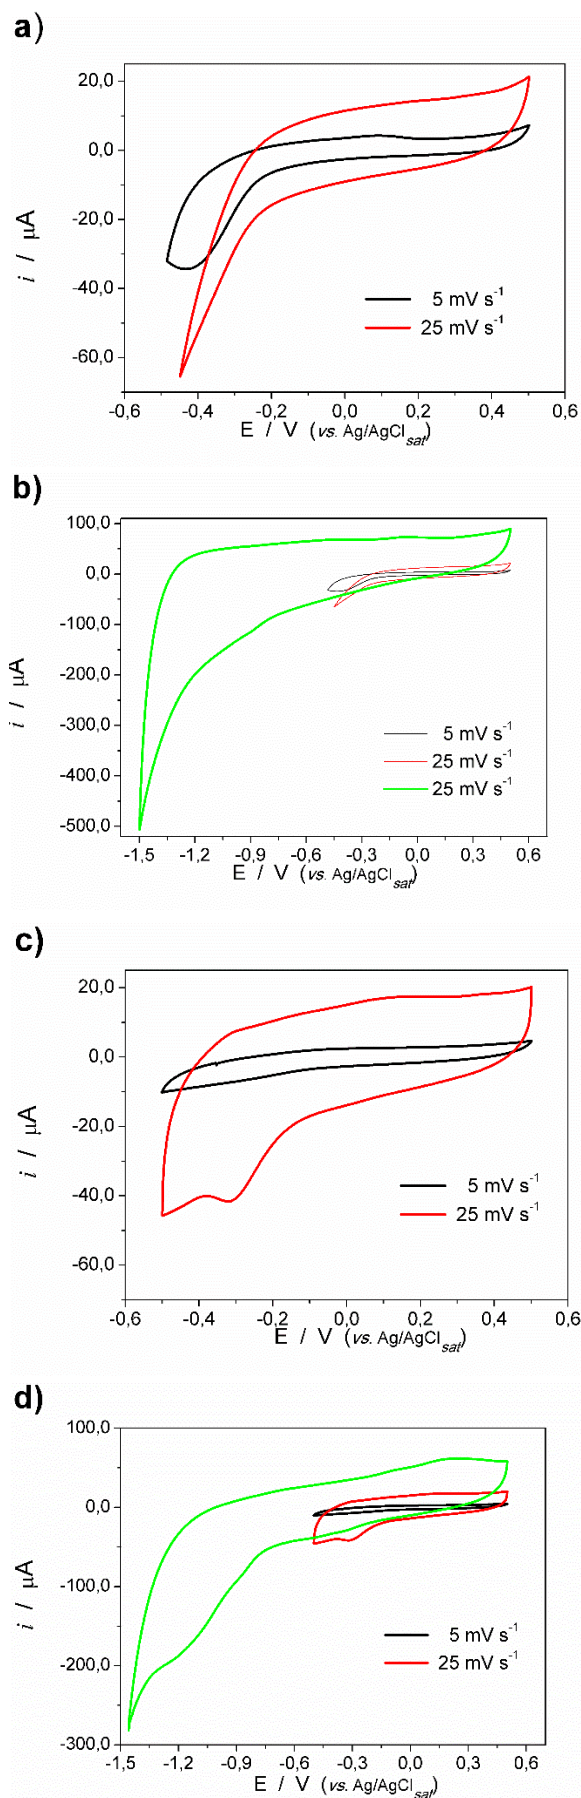 a)
20,0
0,0
-20,0
-40,0
-60,0
i / µA
5 mV s⁻¹
25 mV s⁻¹
-0,6 -0,4 -0,2 0,0 0,2 0,4 0,6
E / V (vs. Ag/AgCl_sat)
b)
100,0
0,0
-100,0
-200,0
-300,0
-400,0
-500,0
i / µA
5 mV s⁻¹
25 mV s⁻¹
25 mV s⁻¹
-1,5 -1,2 -0,9 -0,6 -0,3 0,0 0,3 0,6
E / V (vs. Ag/AgCl_sat)
c)
20,0
0,0
-20,0
-40,0
-60,0
i / µA
5 mV s⁻¹
25 mV s⁻¹
-0,6 -0,4 -0,2 0,0 0,2 0,4 0,6
E / V (vs. Ag/AgCl_sat)
d)
100,0
0,0
-100,0
-200,0
-300,0
i / µA
5 mV s⁻¹
25 mV s⁻¹
-1,5 -1,2 -0,9 -0,6 -0,3 0,0 0,3 0,6
E / V (vs. Ag/AgCl_sat)